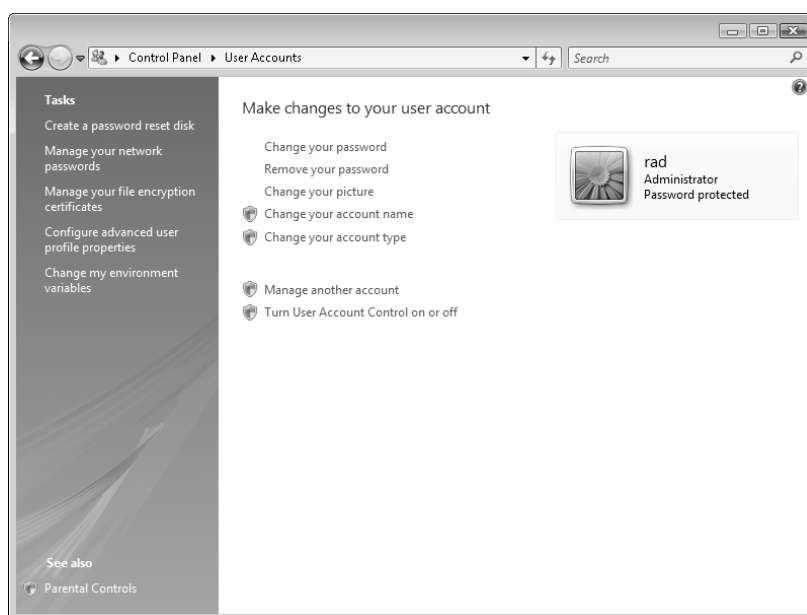 Control Panel
User Accounts
Search
Tasks
Create a password reset disk
Manage your network
passwords
Manage your file encryption
certificates
Configure advanced user
profile properties
Change my environment
variables
See also
Parental Controls
Make changes to your user account
Change your password
Remove your password
Change your picture
Change your account name
Change your account type
Manage another account
Turn User Account Control on or off
rad
Administrator
Password protected